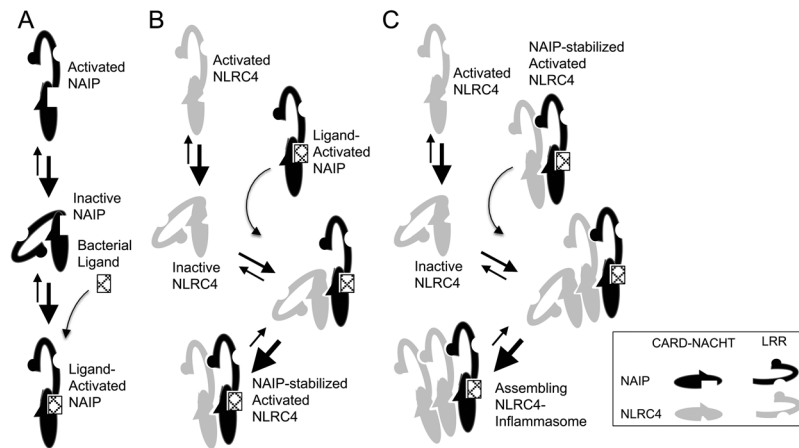 A
Activated
NAIP
Inactive
NAIP
Bacterial
Ligand
Ligand-
Activated
NAIP
B
Activated
NLRC4
Ligand-
Activated
NAIP
Inactive
NLRC4
NAIP-stabilized
Activated
NLRC4
C
Activated
NLRC4
NAIP-stabilized
Activated
NLRC4
Inactive
NLRC4
Assembling
NLRC4-
Inflammasome
CARD-NACHT LRR
NAIP
NLRC4